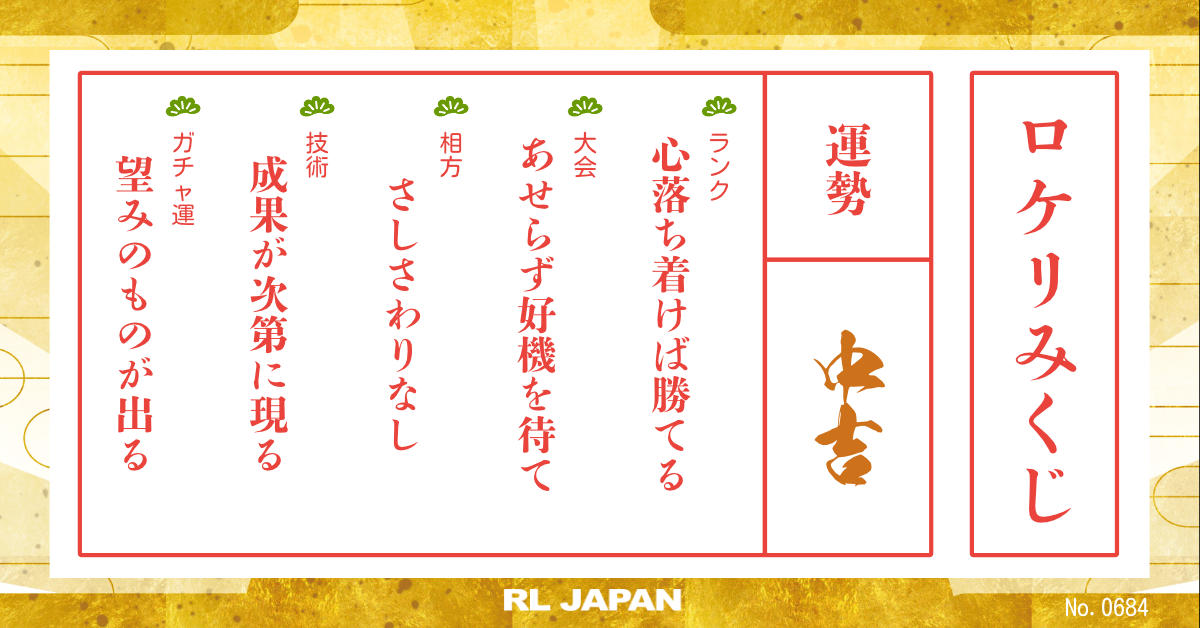 ロケリみくじ
運勢
中吉
ランク
心落ち着けば勝てる
大会
あせらず好機を待て
相方
さしさわりなし
技術
成果が次第に現る
ガチャ運
望みのものが出る
RL JAPAN
No. 0684